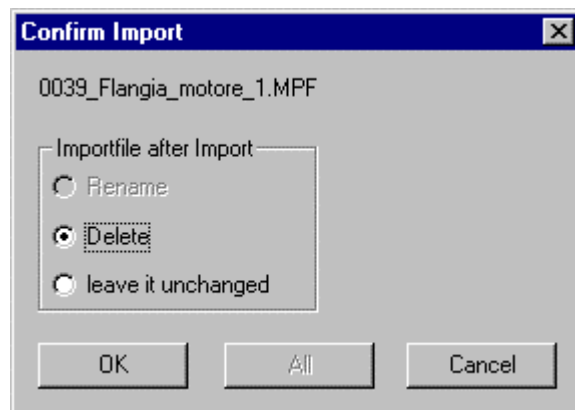 Confirm Import
0039_Flangia_motore_1.MPF
Importfile after Import
Rename
Delete
leave it unchanged
OK All Cancel